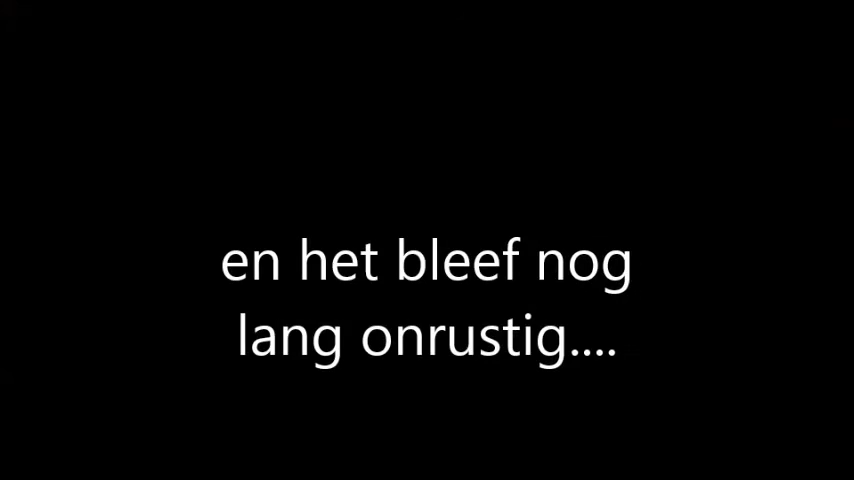 en het bleef nog
lang onrustig....